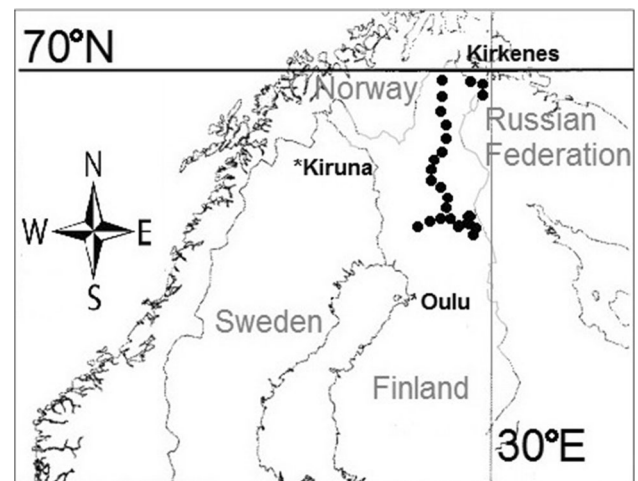 70°N
Kirkenes
Norway
Russian
Federation
*Kiruna
N
W E
S
Oulu
Sweden
Finland
30°E